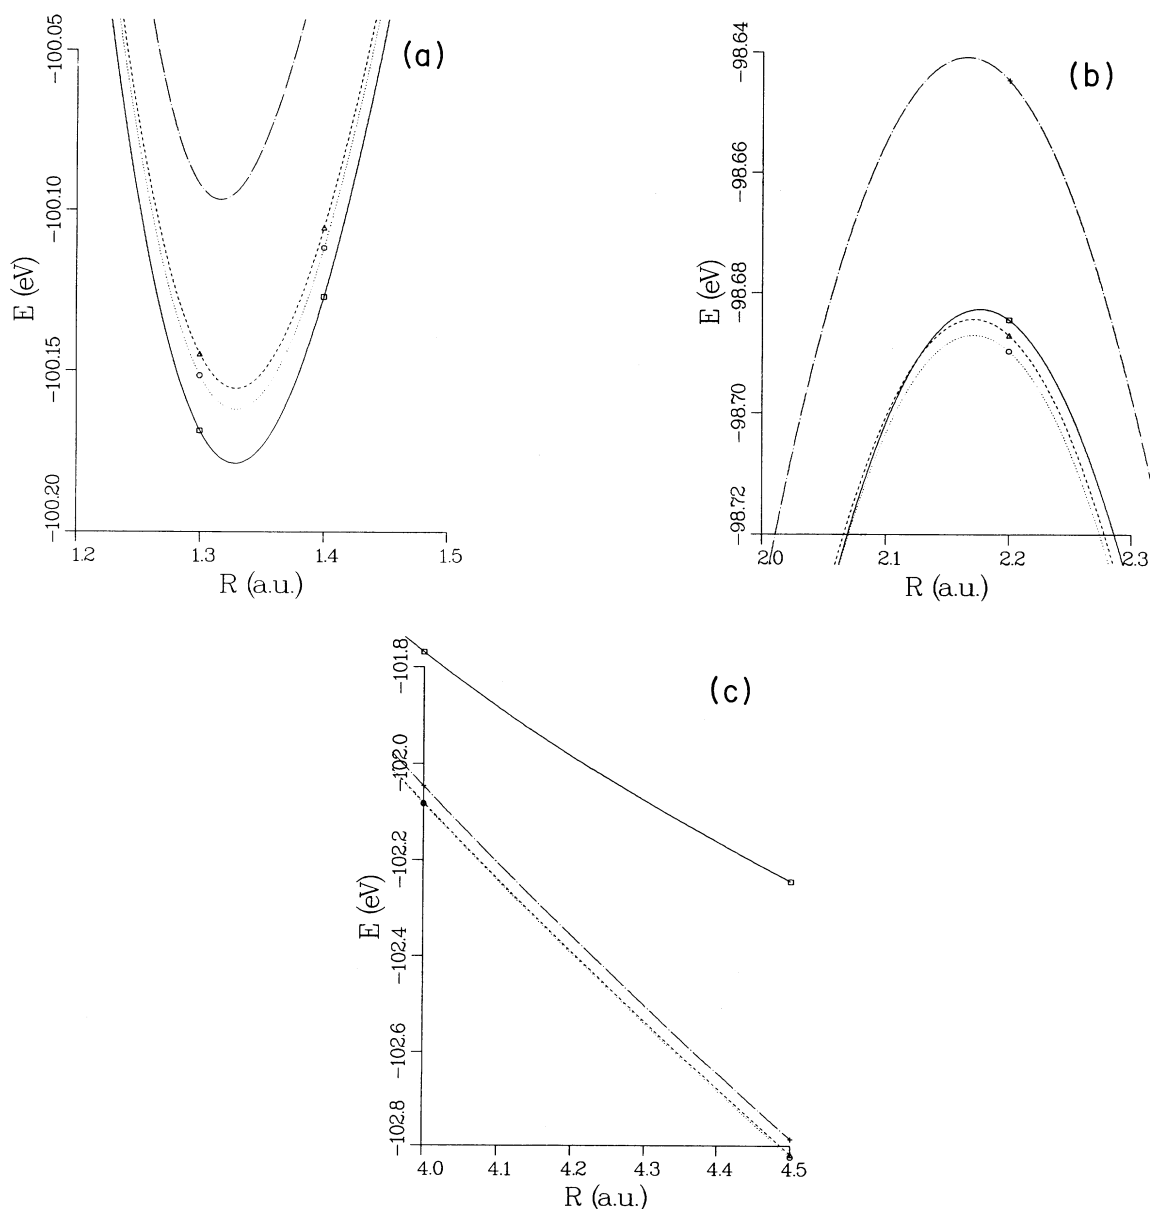 (a)
E (eV)
-100.05
-100.10
-100.15
-100.20
1.2 1.3 1.4 1.5
R (a.u.)
(b)
E (eV)
-98.64
-98.66
-98.68
-98.70
-98.72
2.0 2.1 2.2 2.3
R (a.u.)
(c)
E (eV)
-101.8
-102.0
-102.2
-102.4
-102.6
-102.8
4.0 4.1 4.2 4.3 4.4 4.5
R (a.u.)